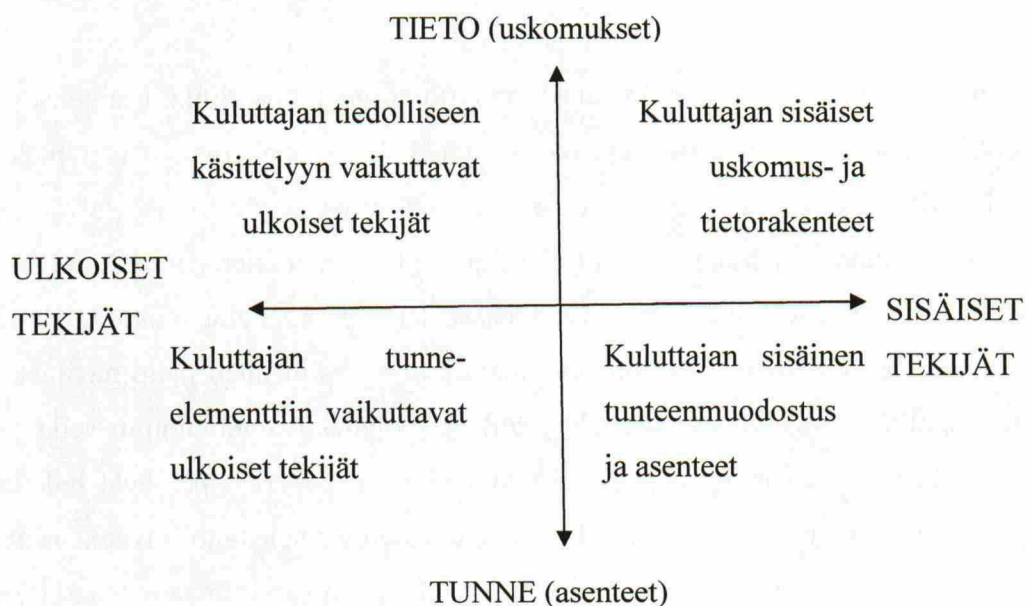 TIETO (uskomukset)
Kuluttajan tiedolliseen
käsittelyyn vaikuttavat
ulkoiset tekijät
Kuluttajan sisäiset
uskomus- ja
tietorakenteet
ULKOISET
TEKIJÄT
SISÄISET
TEKIJÄT
Kuluttajan tunne-
elementtiin vaikuttavat
ulkoiset tekijät
Kuluttajan sisäinen
tunteenmuodostus
ja asenteet
TUNNE (asenteet)